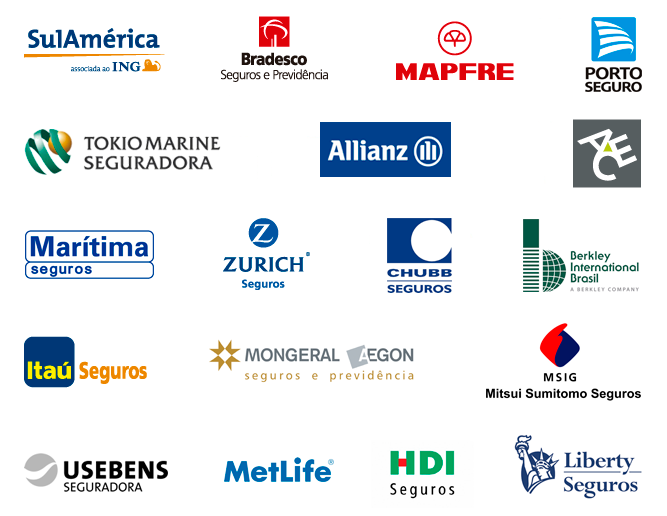 SulAmérica
associada ao ING
Bradesco
Seguros e Previdência
MAPFRE
PORTO
SEGURO
TOKIO MARINE
SEGURADORA
Allianz
ACE
Marítima
seguros
Z
ZURICH®
Seguros
CHUBB
SEGUROS
Berkley
International
Brasil
A BERKLEY COMPANY
Itaú Seguros
MONGERAL AEGON
seguros e previdência
MSIG
Mitsui Sumitomo Seguros
USEBENS
SEGURADORA
MetLife®
HDI
Seguros
Liberty
Seguros